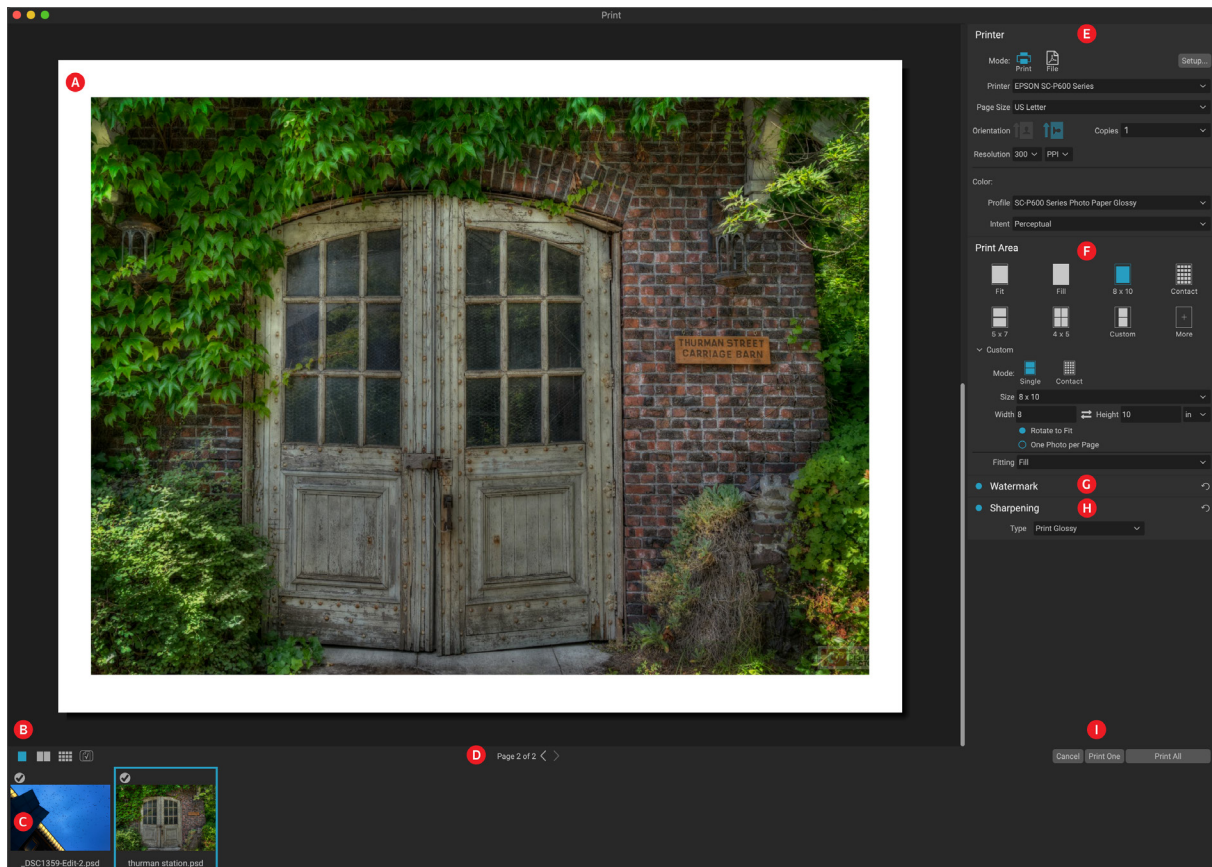 Print
A
THURMAN STREET
CARRIAGE BARN
B
D
Page 2 of 2
C
_DSC1359-Edit-2.psd
thurman station.psd
Printer
E
Mode:
Print
File
Setup...
Printer EPSON SC-P600 Series
Page Size US Letter
Orientation
Copies 1
Resolution 300 PPI
Color:
Profile SC-P600 Series Photo Paper Glossy
Intent Perceptual
Print Area
F
Fit
Fill
8 x 10
Contact
5 x 7
4 x 5
Custom
More
Custom
Mode:
Single
Contact
Size 8 x 10
Width 8 Height 10 in
Rotate to Fit
One Photo per Page
Fitting Fill
Watermark
G
Sharpening
H
Type Print Glossy
I
Cancel
Print One
Print All